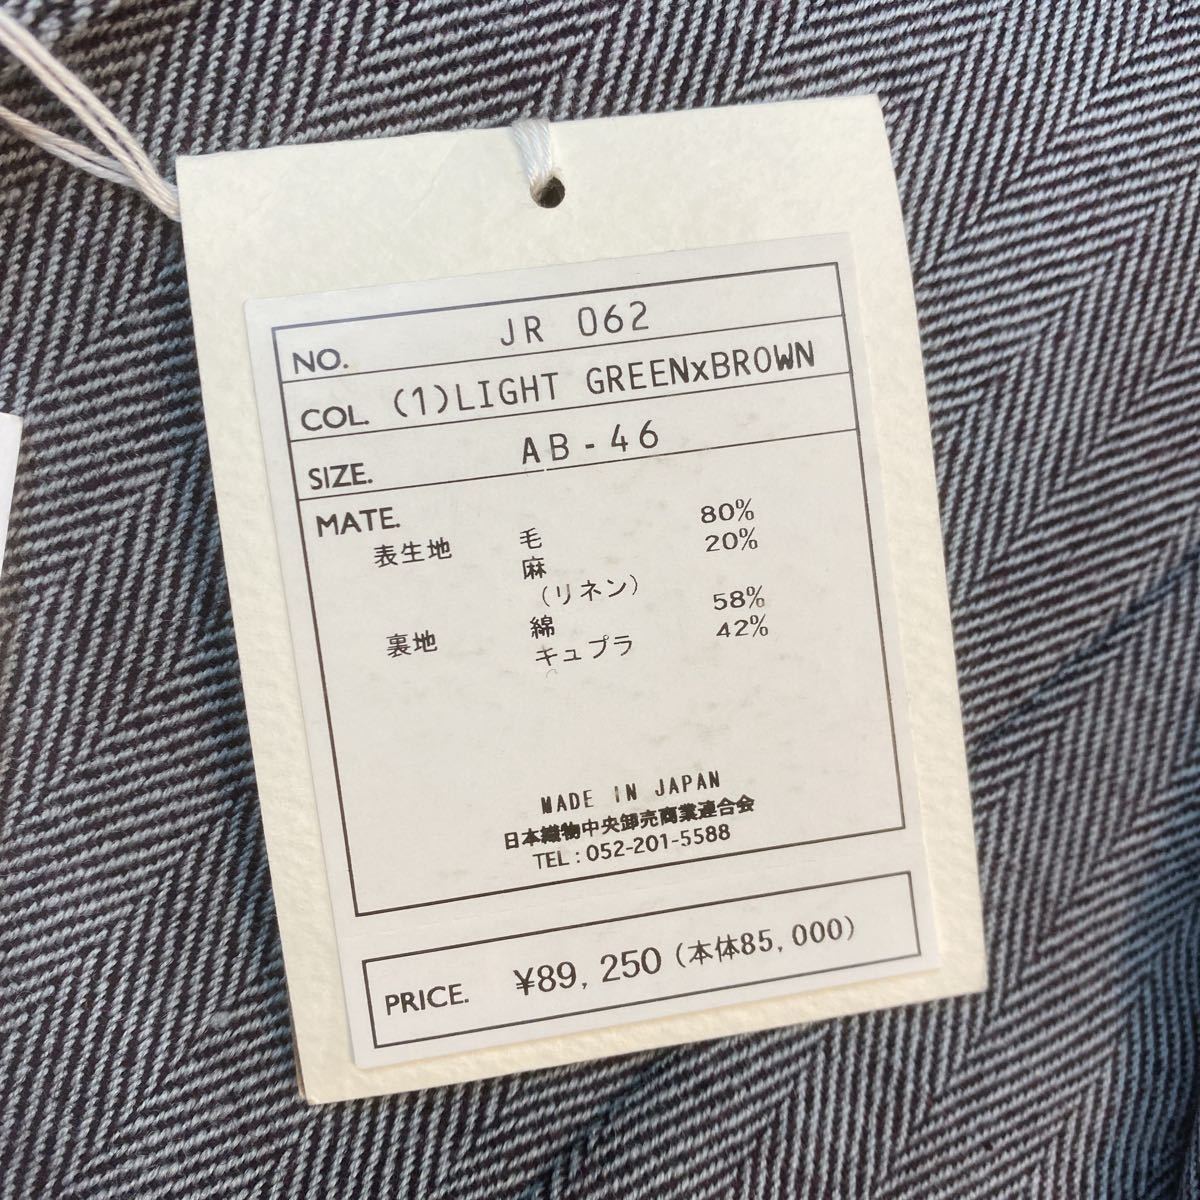 NO. JR 062
COL. (1)LIGHT GREENxBROWN
SIZE. AB-46
MATE.
表生地 毛 80%
麻 20%
(リネン)
裏地 綿 58%
キュプラ 42%
MADE IN JAPAN
日本織物中央卸売商業連合会
TEL:052-201-5588
PRICE. ¥89,250(本体85,000)